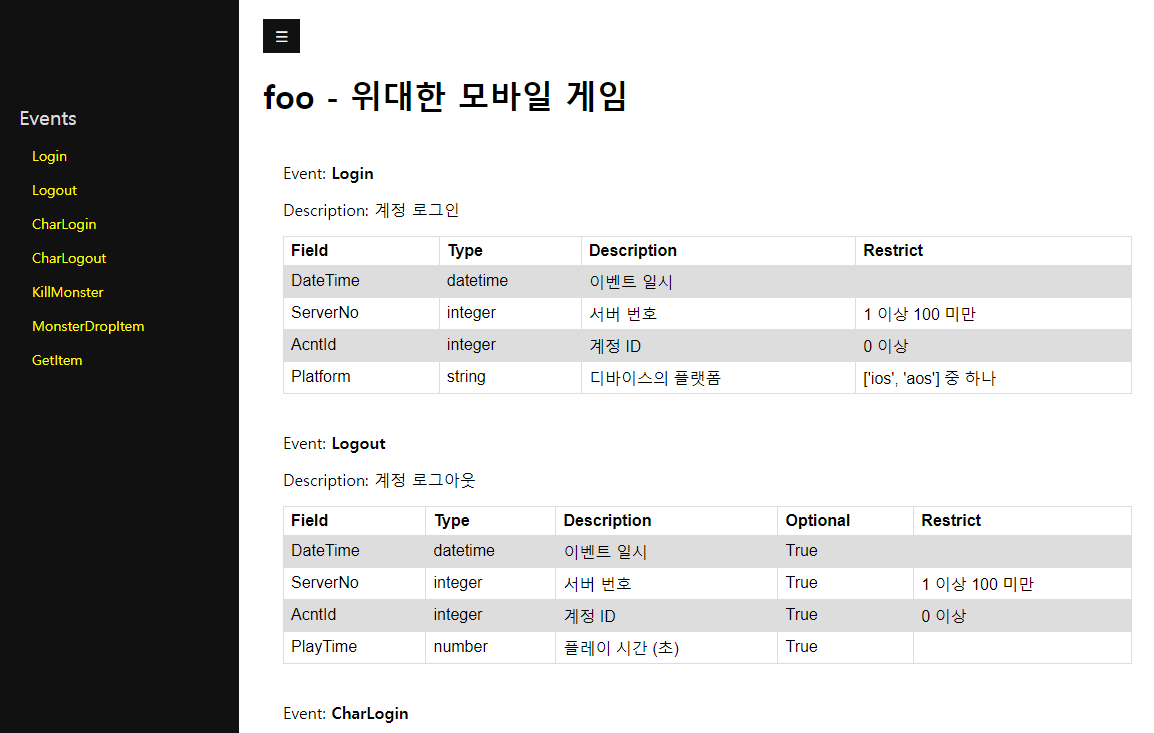 ☰
foo - 위대한 모바일 게임
Events
Login
Logout
CharLogin
CharLogout
KillMonster
MonsterDropItem
GetItem
Event: Login
Description: 계정 로그인
Field Type Description Restrict
DateTime datetime 이벤트 일시
ServerNo integer 서버 번호 1 이상 100 미만
AcntId integer 계정 ID 0 이상
Platform string 디바이스의 플랫폼 ['ios', 'aos'] 중 하나
Event: Logout
Description: 계정 로그아웃
Field Type Description Optional Restrict
DateTime datetime 이벤트 일시 True
ServerNo integer 서버 번호 True 1 이상 100 미만
AcntId integer 계정 ID True 0 이상
PlayTime number 플레이 시간 (초) True
Event: CharLogin